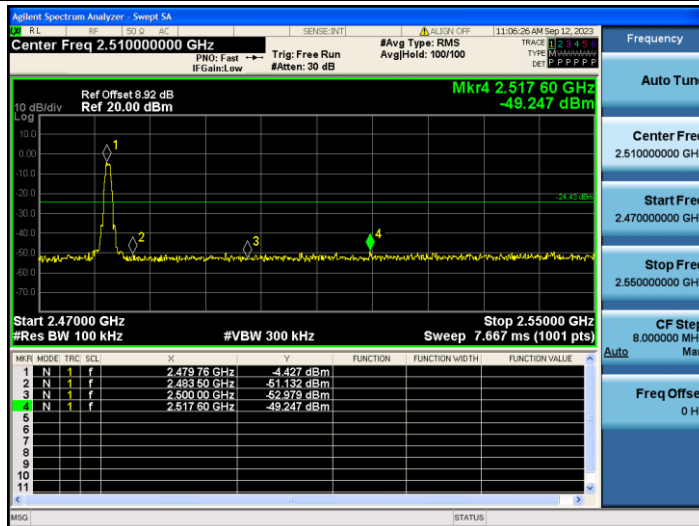 Agilent Spectrum Analyzer - Swept SA
RL RF 50 Ω AC SENSE:INT ALIGN OFF 11:06:26 AM Sep 12, 2023
Center Freq 2.510000000 GHz
PNO: Fast
IFGain:Low
Trig: Free Run
#Atten: 30 dB
#Avg Type: RMS
Avg|Hold: 100/100
TRACE 1 2 3 4 5 6
TYPE M
DET P P P P P P
Ref Offset 8.92 dB
Ref 20.00 dBm
10 dB/div
Log
Mkr4 2.517 60 GHz
-49.247 dBm
10.0
0.00
-10.0
-20.0
-30.0
-40.0
-50.0
-60.0
-70.0
1
2
3
4
-24.43 dBm
Start 2.47000 GHz Stop 2.55000 GHz
#Res BW 100 kHz #VBW 300 kHz Sweep 7.667 ms (1001 pts)
MKR MODE TRC SCL X Y FUNCTION FUNCTION WIDTH FUNCTION VALUE
1 N 1 f 2.479 76 GHz -4.427 dBm
2 N 1 f 2.483 50 GHz -51.132 dBm
3 N 1 f 2.500 00 GHz -52.979 dBm
4 N 1 f 2.517 60 GHz -49.247 dBm
5
6
7
8
9
10
11
MSG STATUS
Frequency
Auto Tun
Center Fre
2.510000000 GH
Start Fre
2.470000000 GH
Stop Fre
2.550000000 GH
CF Step
8.000000 MH
Auto Ma
Freq Offse
0 H